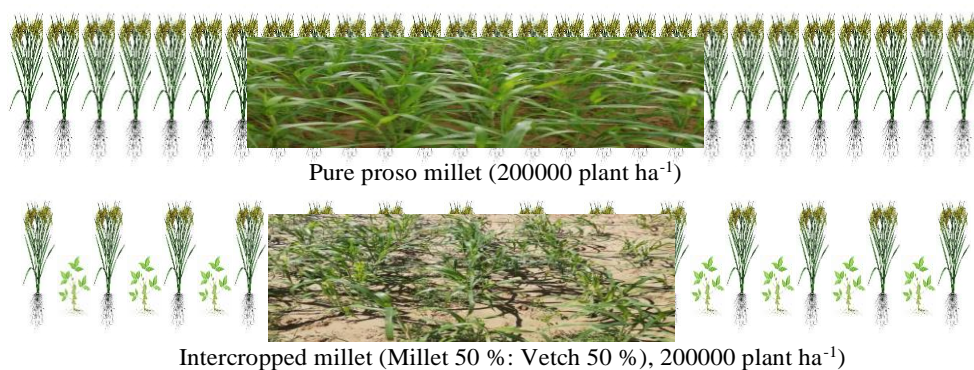 Pure proso millet (200000 plant ha-1)
Intercropped millet (Millet 50 %: Vetch 50 %), 200000 plant ha-1)